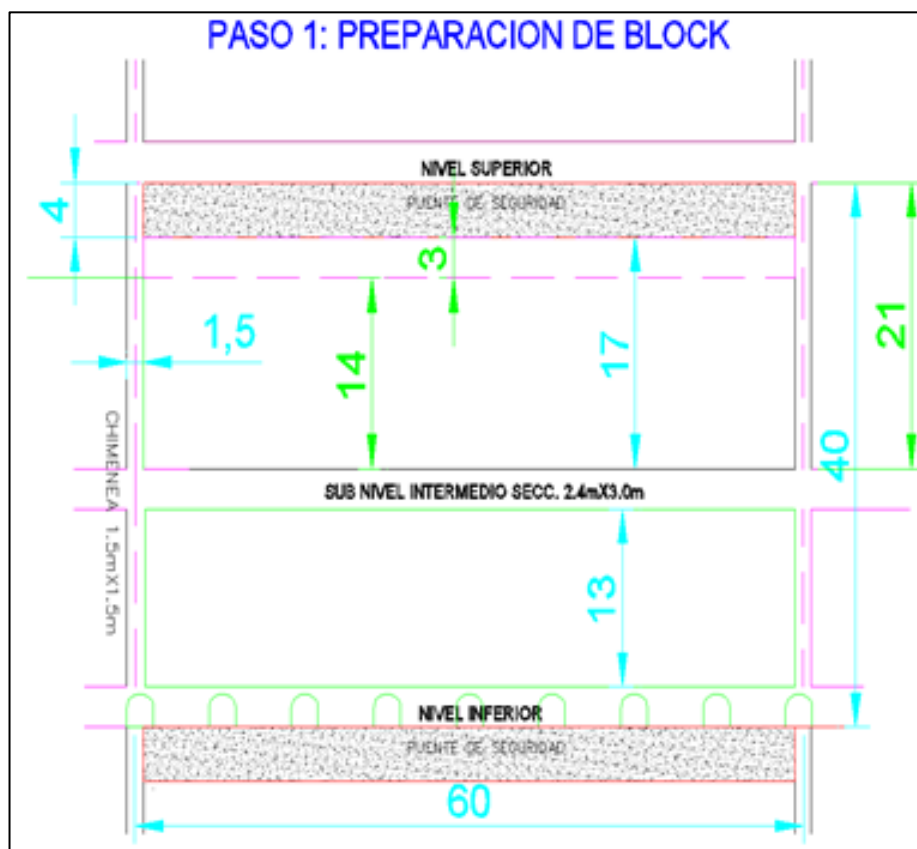 PASO 1: PREPARACION DE BLOCK
NIVEL SUPERIOR
PUENTE DE SEGURIDAD
4
3
1,5
14
17
21
40
CHIMENEA 1.5mX1.5m
SUB NIVEL INTERMEDIO SECC. 2.4mX3.0m
13
NIVEL INFERIOR
PUENTE DE SEGURIDAD
60